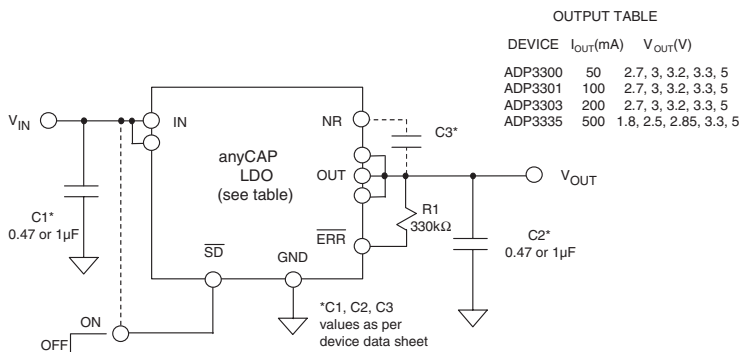 OUTPUT TABLE
DEVICE I_OUT(mA) V_OUT(V)
ADP3300 50 2.7, 3, 3.2, 3.3, 5
ADP3301 100 2.7, 3, 3.2, 3.3, 5
ADP3303 200 2.7, 3, 3.2, 3.3, 5
ADP3335 500 1.8, 2.5, 2.85, 3.3, 5
V_IN
IN
NR
C3*
anyCAP
LDO
(see table)
OUT
V_OUT
C1*
0.47 or 1µF
R1
330kΩ
C2*
0.47 or 1µF
SD
GND
ERR
*C1, C2, C3
values as per
device data sheet
ON
OFF